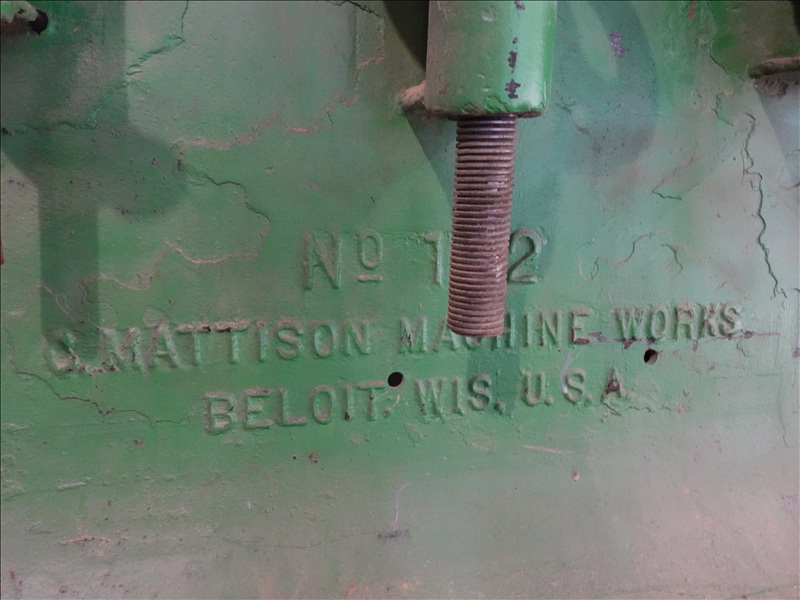 Nº
C. MATTISON MACHINE WORKS
BELOIT, WIS. U.S.A.